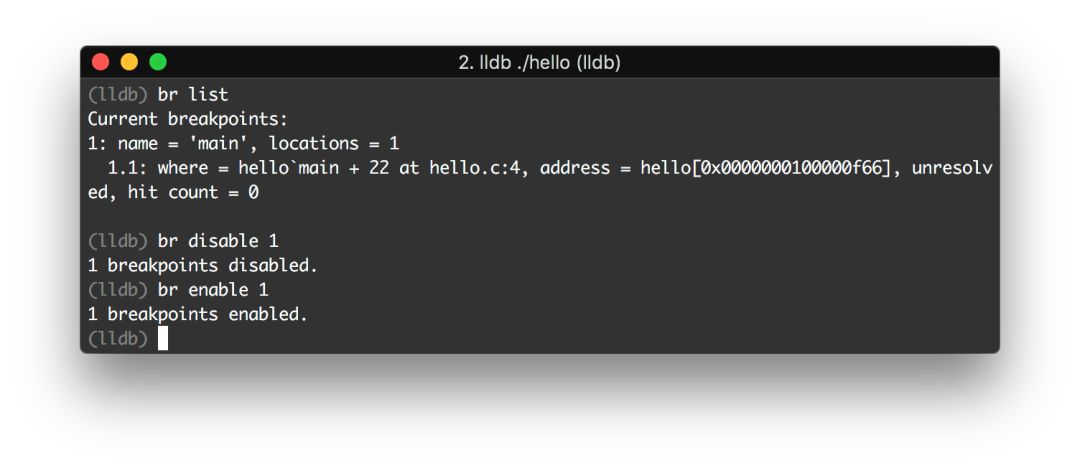 2. lldb ./hello (lldb)
(lldb) br list
Current breakpoints:
1: name = 'main', locations = 1
  1.1: where = hello`main + 22 at hello.c:4, address = hello[0x0000000100000f66], unresolv
ed, hit count = 0
(lldb) br disable 1
1 breakpoints disabled.
(lldb) br enable 1
1 breakpoints enabled.
(lldb)